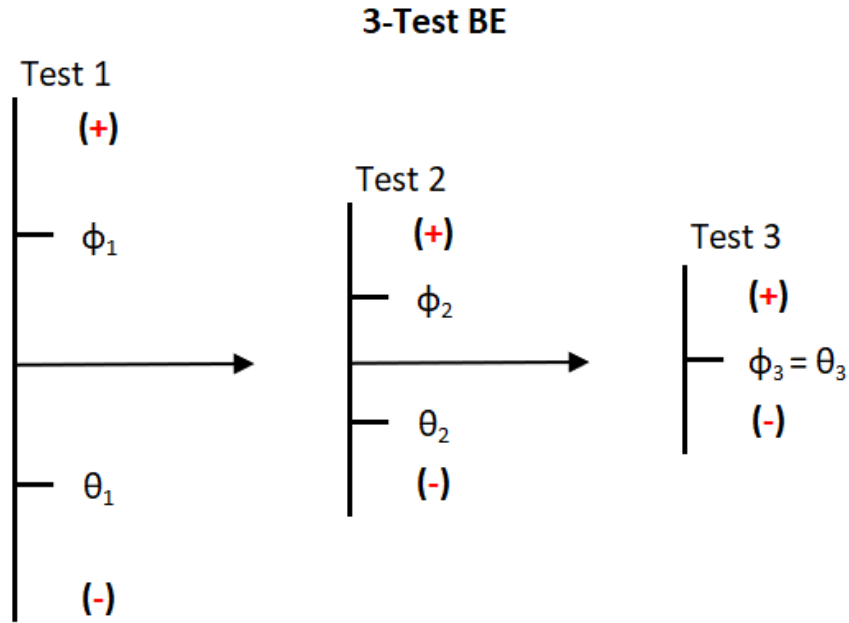 3-Test BE
Test 1
(+)
ϕ₁
θ₁
(-)
Test 2
(+)
ϕ₂
θ₂
(-)
Test 3
(+)
ϕ₃ = θ₃
(-)